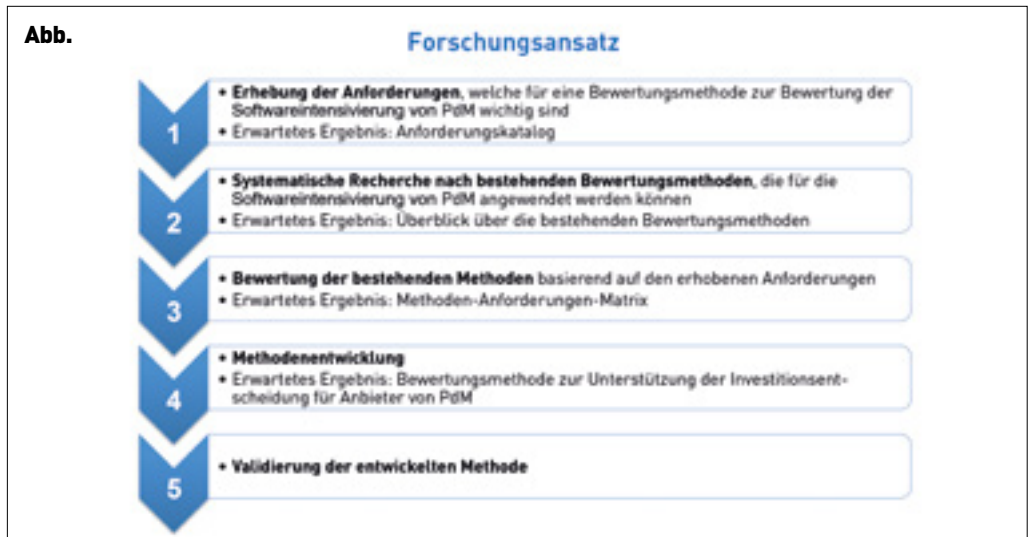 Abb.
Forschungsansatz
1
• Erhebung der Anforderungen, welche für eine Bewertungsmethode zur Bewertung der
Softwareintensivierung von PdM wichtig sind
• Erwartetes Ergebnis: Anforderungskatalog
2
• Systematische Recherche nach bestehenden Bewertungsmethoden, die für die
Softwareintensivierung von PdM angewendet werden können
• Erwartetes Ergebnis: Überblick über die bestehenden Bewertungsmethoden
3
• Bewertung der bestehenden Methoden basierend auf den erhobenen Anforderungen
• Erwartetes Ergebnis: Methoden-Anforderungen-Matrix
4
• Methodenentwicklung
• Erwartetes Ergebnis: Bewertungsmethode zur Unterstützung der Investitionsent-
scheidung für Anbieter von PdM
5
• Validierung der entwickelten Methode